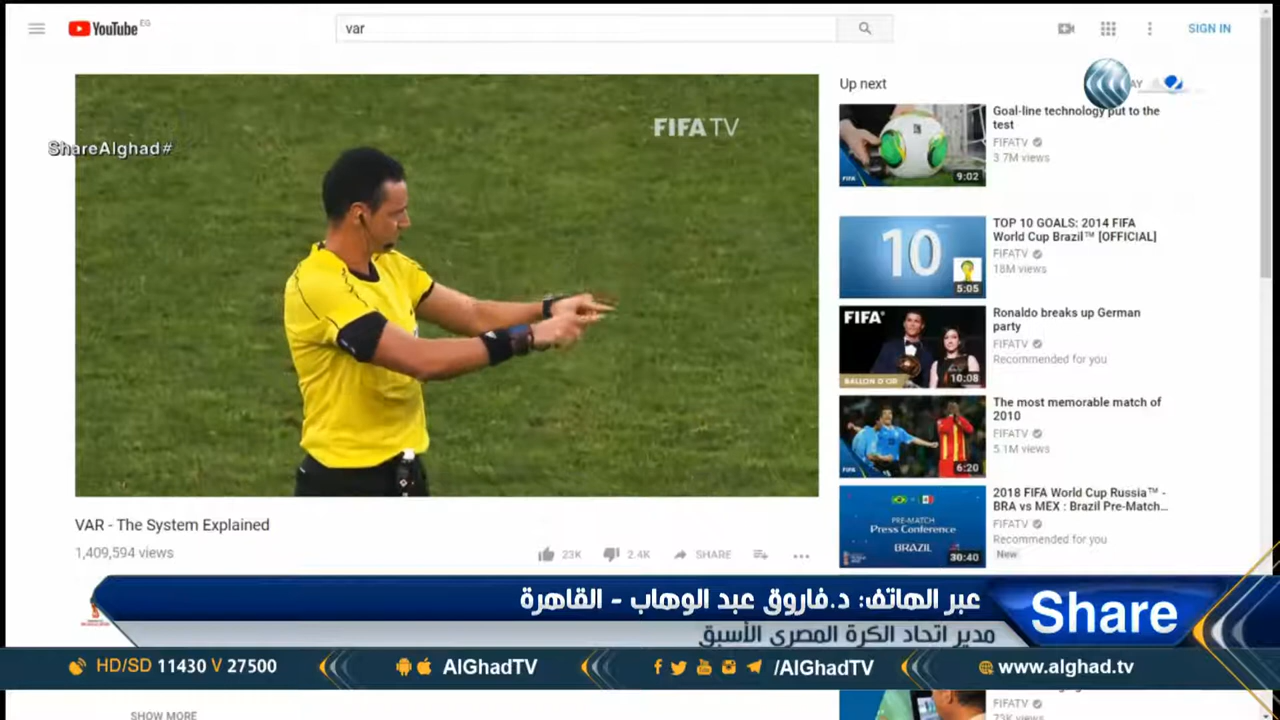 YouTube EG
var
SIGN IN
ShareAlghad#
FIFA TV
VAR - The System Explained
1,409,594 views
23K
2.4K
SHARE
Up next
Goal-line technology put to the
test
FIFATV
3.7M views
FIFA
9:02
TOP 10 GOALS: 2014 FIFA
World Cup Brazil™ [OFFICIAL]
FIFATV
18M views
10
5:05
Ronaldo breaks up German
party
FIFATV
Recommended for you
FIFA
BALLON D'OR
10:08
The most memorable match of
2010
FIFATV
5.1M views
FIFA
6:20
2018 FIFA World Cup Russia™ -
BRA vs MEX : Brazil Pre-Match...
FIFATV
Recommended for you
New
PRE-MATCH
Press Conference
BRAZIL
30:40
عبر الهاتف: د.فاروق عبد الوهاب - القاهرة
مدير اتحاد الكرة المصرى الأسبق
Share
HD/SD 11430 V 27500
AlGhadTV
/AlGhadTV
www.alghad.tv
SHOW MORE
FIFATV
73K views